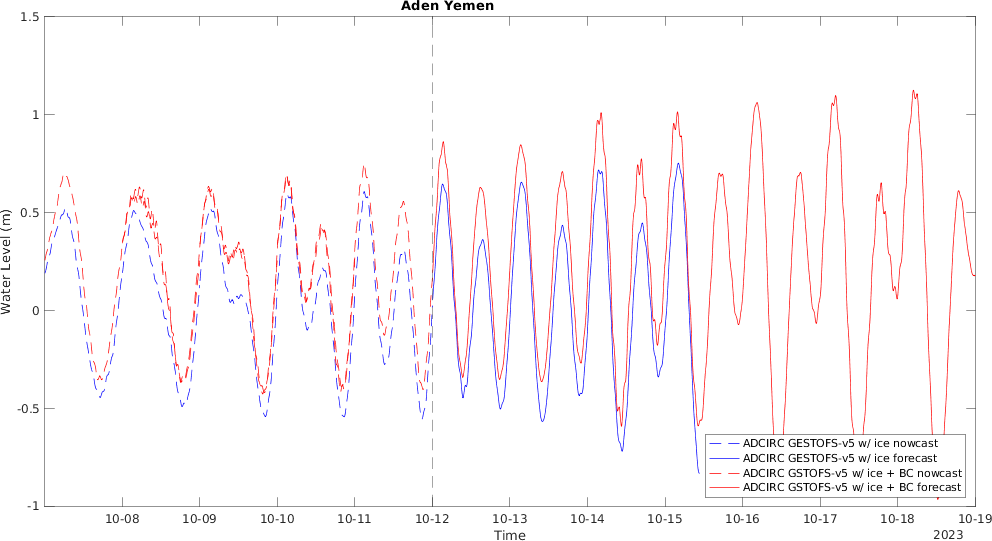 Aden Yemen
1.5
1
0.5
0
-0.5
-1
Water Level (m)
10-08 10-09 10-10 10-11 10-12 10-13 10-14 10-15 10-16 10-17 10-18 10-19
Time
2023
ADCIRC GESTOFS-v5 w/ ice nowcast
ADCIRC GESTOFS-v5 w/ ice forecast
ADCIRC GSTOFS-v5 w/ ice + BC nowcast
ADCIRC GSTOFS-v5 w/ ice + BC forecast